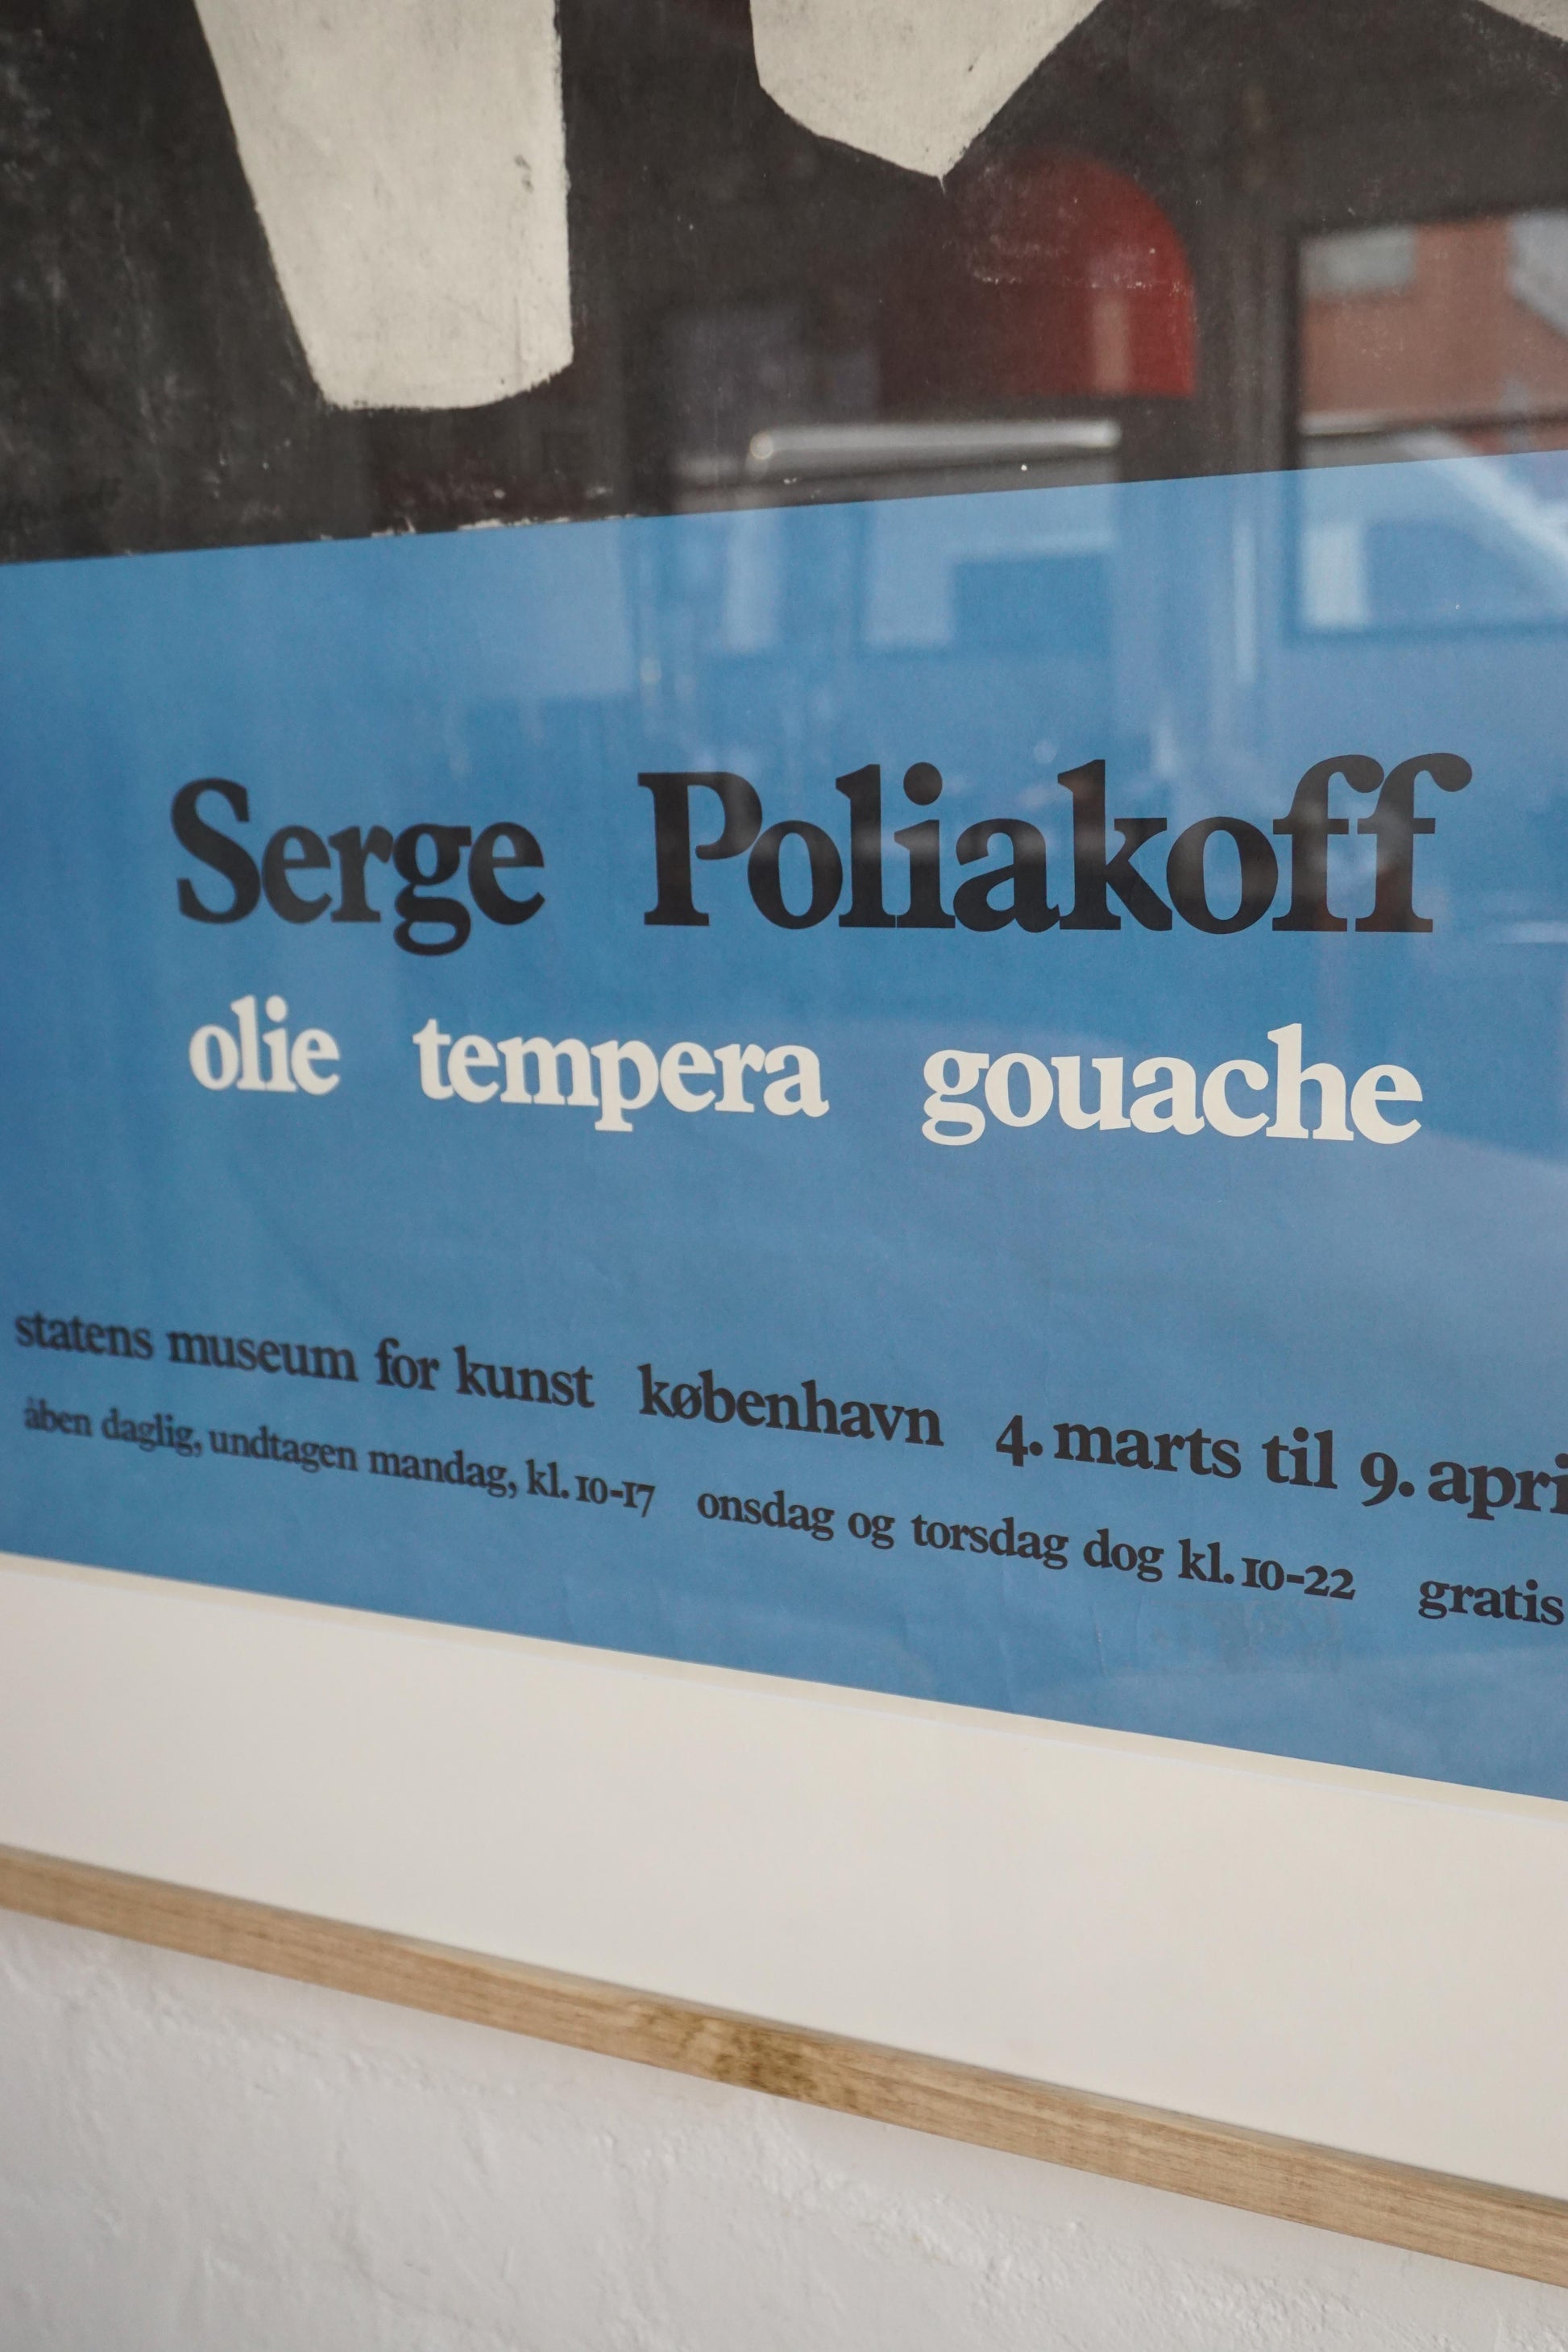 Serge Poliakoff
olie tempera gouache
statens museum for kunst københavn 4. marts til 9. apri
åben daglig, undtagen mandag, kl. 10-17 onsdag og torsdag dog kl. 10-22 gratis